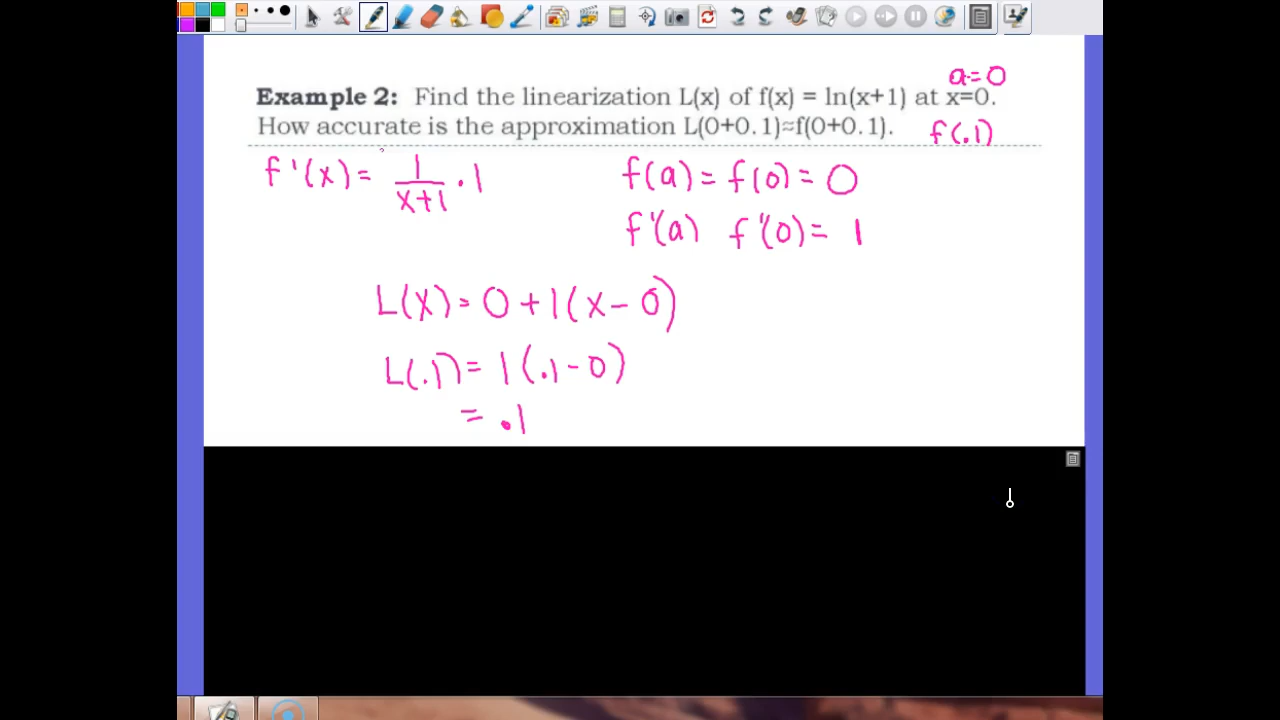 a=0
Example 2: Find the linearization L(x) of f(x) = ln(x+1) at x=0.
How accurate is the approximation L(0+0.1)≈f(0+0.1).
f(.1)
f'(x) = 1/(x+1) · 1
f(a) = f(0) = 0
f'(a) f'(0) = 1
L(x) = 0 + 1(x - 0)
L(.1) = 1(.1 - 0)
= .1